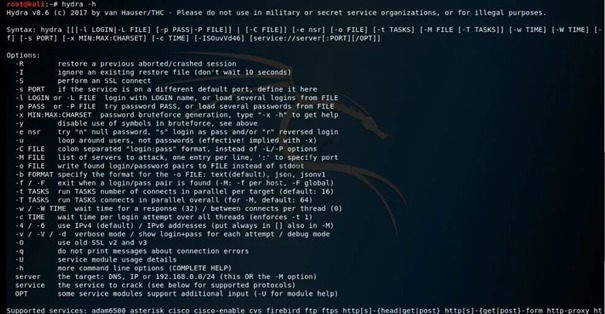 root@kali:~# hydra -h
Hydra v8.6 (c) 2017 by van Hauser/THC - Please do not use in military or secret service organizations, or for illegal purposes.
Syntax: hydra [[[-l LOGIN|-L FILE] [-p PASS|-P FILE]] | [-C FILE]] [-e nsr] [-o FILE] [-t TASKS] [-M FILE [-T TASKS]] [-w TIME] [-W TIME] [-
f] [-s PORT] [-x MIN:MAX:CHARSET] [-c TIME] [-ISOuvVd46] [service://server[:PORT][/OPT]]
Options:
-R restore a previous aborted/crashed session
-I ignore an existing restore file (don't wait 10 seconds)
-S perform an SSL connect
-s PORT if the service is on a different default port, define it here
-l LOGIN or -L FILE login with LOGIN name, or load several logins from FILE
-p PASS or -P FILE try password PASS, or load several passwords from FILE
-x MIN:MAX:CHARSET password bruteforce generation, type "-x -h" to get help
-y disable use of symbols in bruteforce, see above
-e nsr try "n" null password, "s" login as pass and/or "r" reversed login
-u loop around users, not passwords (effective! implied with -x)
-C FILE colon separated "login:pass" format, instead of -L/-P options
-M FILE list of servers to attack, one entry per line, ':' to specify port
-o FILE write found login/password pairs to FILE instead of stdout
-b FORMAT specify the format for the -o FILE: text(default), json, jsonv1
-f / -F exit when a login/pass pair is found (-M: -f per host, -F global)
-t TASKS run TASKS number of connects in parallel per target (default: 16)
-T TASKS run TASKS connects in parallel overall (for -M, default: 64)
-w / -W TIME wait time for a response (32) / between connects per thread (0)
-c TIME wait time per login attempt over all threads (enforces -t 1)
-4 / -6 use IPv4 (default) / IPv6 addresses (put always in [] also in -M)
-v / -V / -d verbose mode / show login+pass for each attempt / debug mode
-O use old SSL v2 and v3
-q do not print messages about connection errors
-U service module usage details
-h more command line options (COMPLETE HELP)
server the target: DNS, IP or 192.168.0.0/24 (this OR the -M option)
service the service to crack (see below for supported protocols)
OPT some service modules support additional input (-U for module help)
Supported services: adam6500 asterisk cisco cisco-enable cvs firebird ftp ftps http[s]-{head|get|post} http[s]-{get|post}-form http-proxy ht